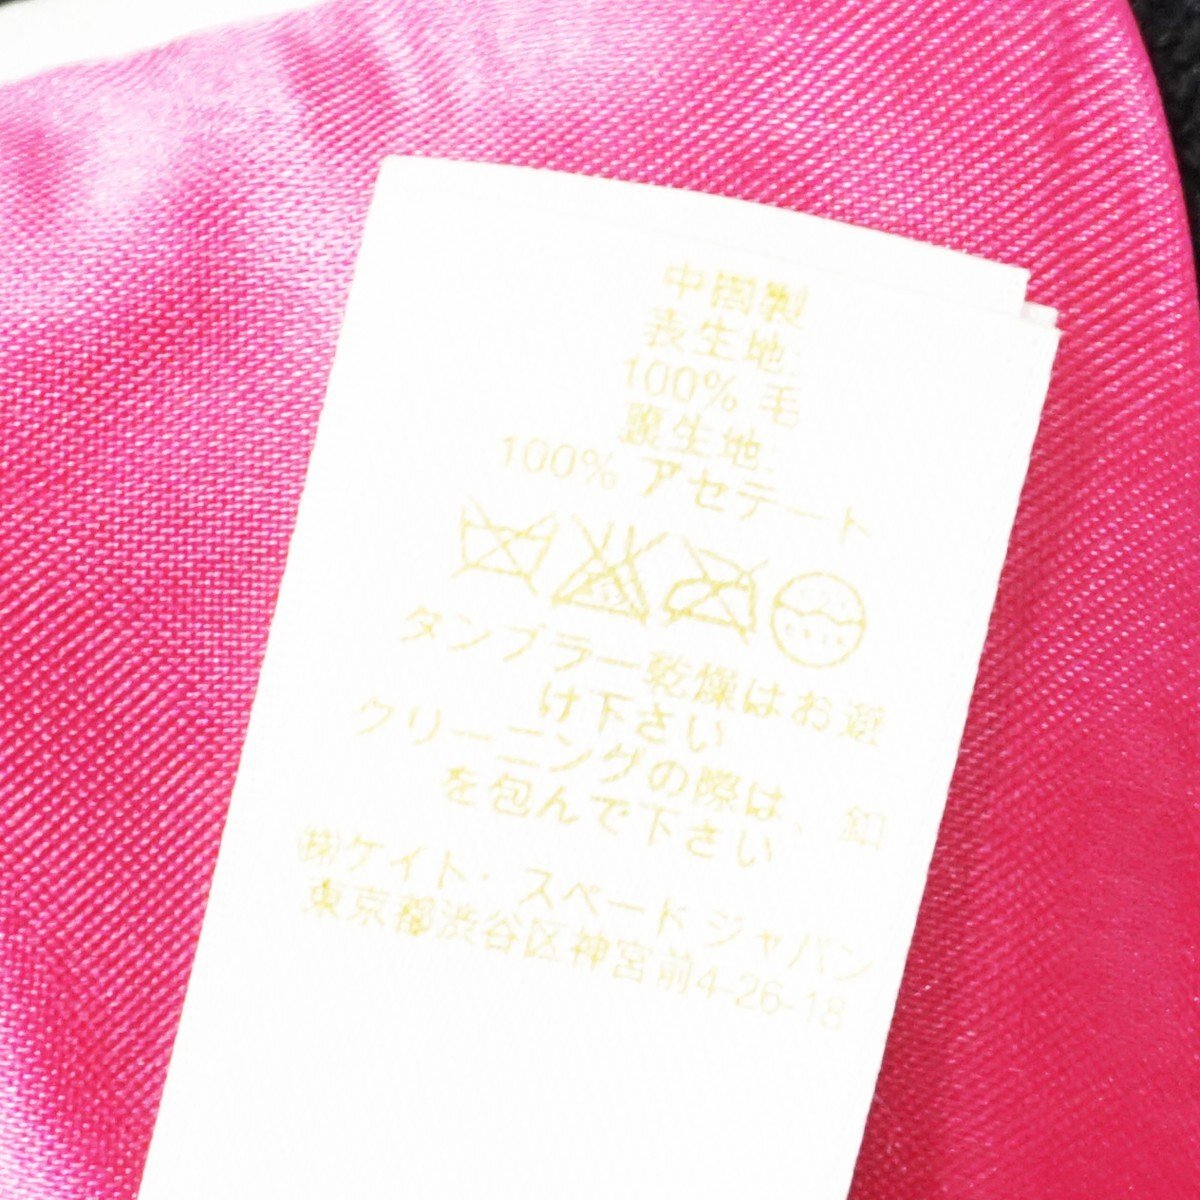 中国製
表生地:
100% 毛
裏生地:
100% アセテート
タンブラー乾燥はお避
け下さい
クリーニングの際は、釦
を包んで下さい
㈱ケイト・スペード ジャパン
東京都渋谷区神宮前4-26-18